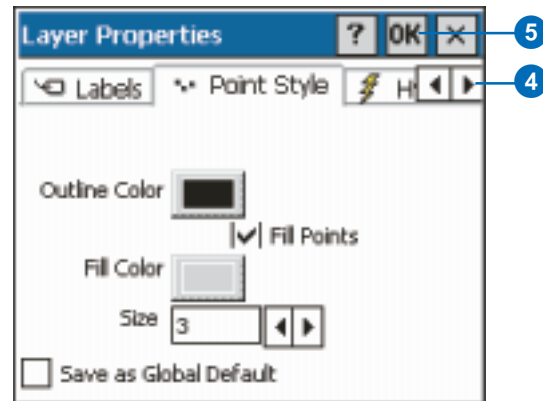 Layer Properties ? OK × 5
Labels Point Style H 4
Outline Color
Fill Points
Fill Color
Size 3
Save as Global Default